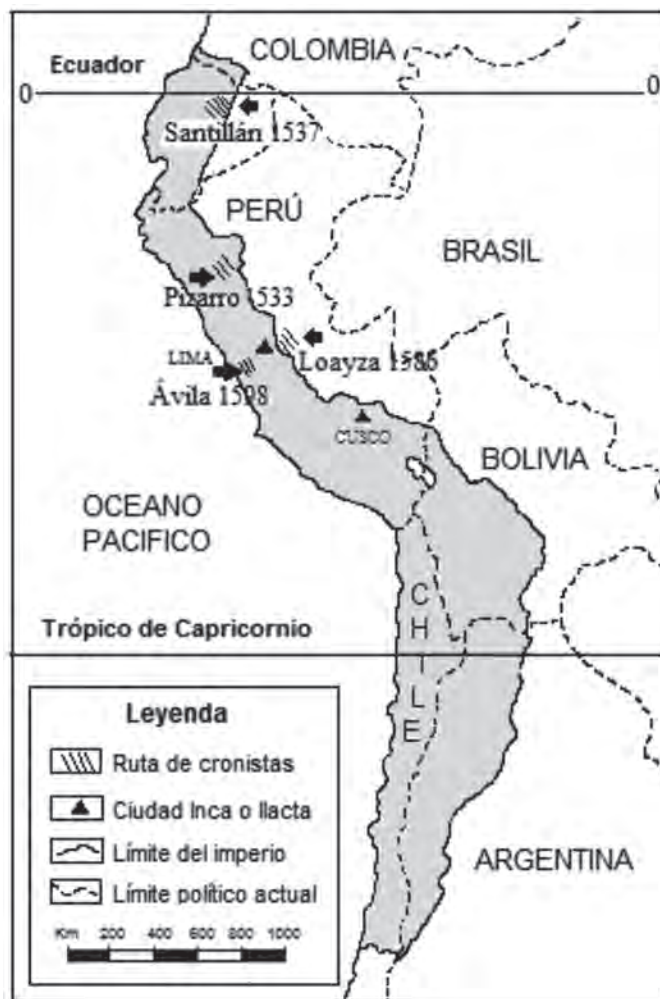 COLOMBIA
Ecuador
0
0
Santillán 1537
PERÚ
BRASIL
Pizarro 1533
Loayza 1586
LIMA
Ávila 1598
CUSCO
BOLIVIA
OCEANO
PACIFICO
CHILE
Trópico de Capricornio
Leyenda
Ruta de cronistas
Ciudad Inca o llacta
Límite del imperio
Límite político actual
ARGENTINA
Km 200 400 600 800 1000